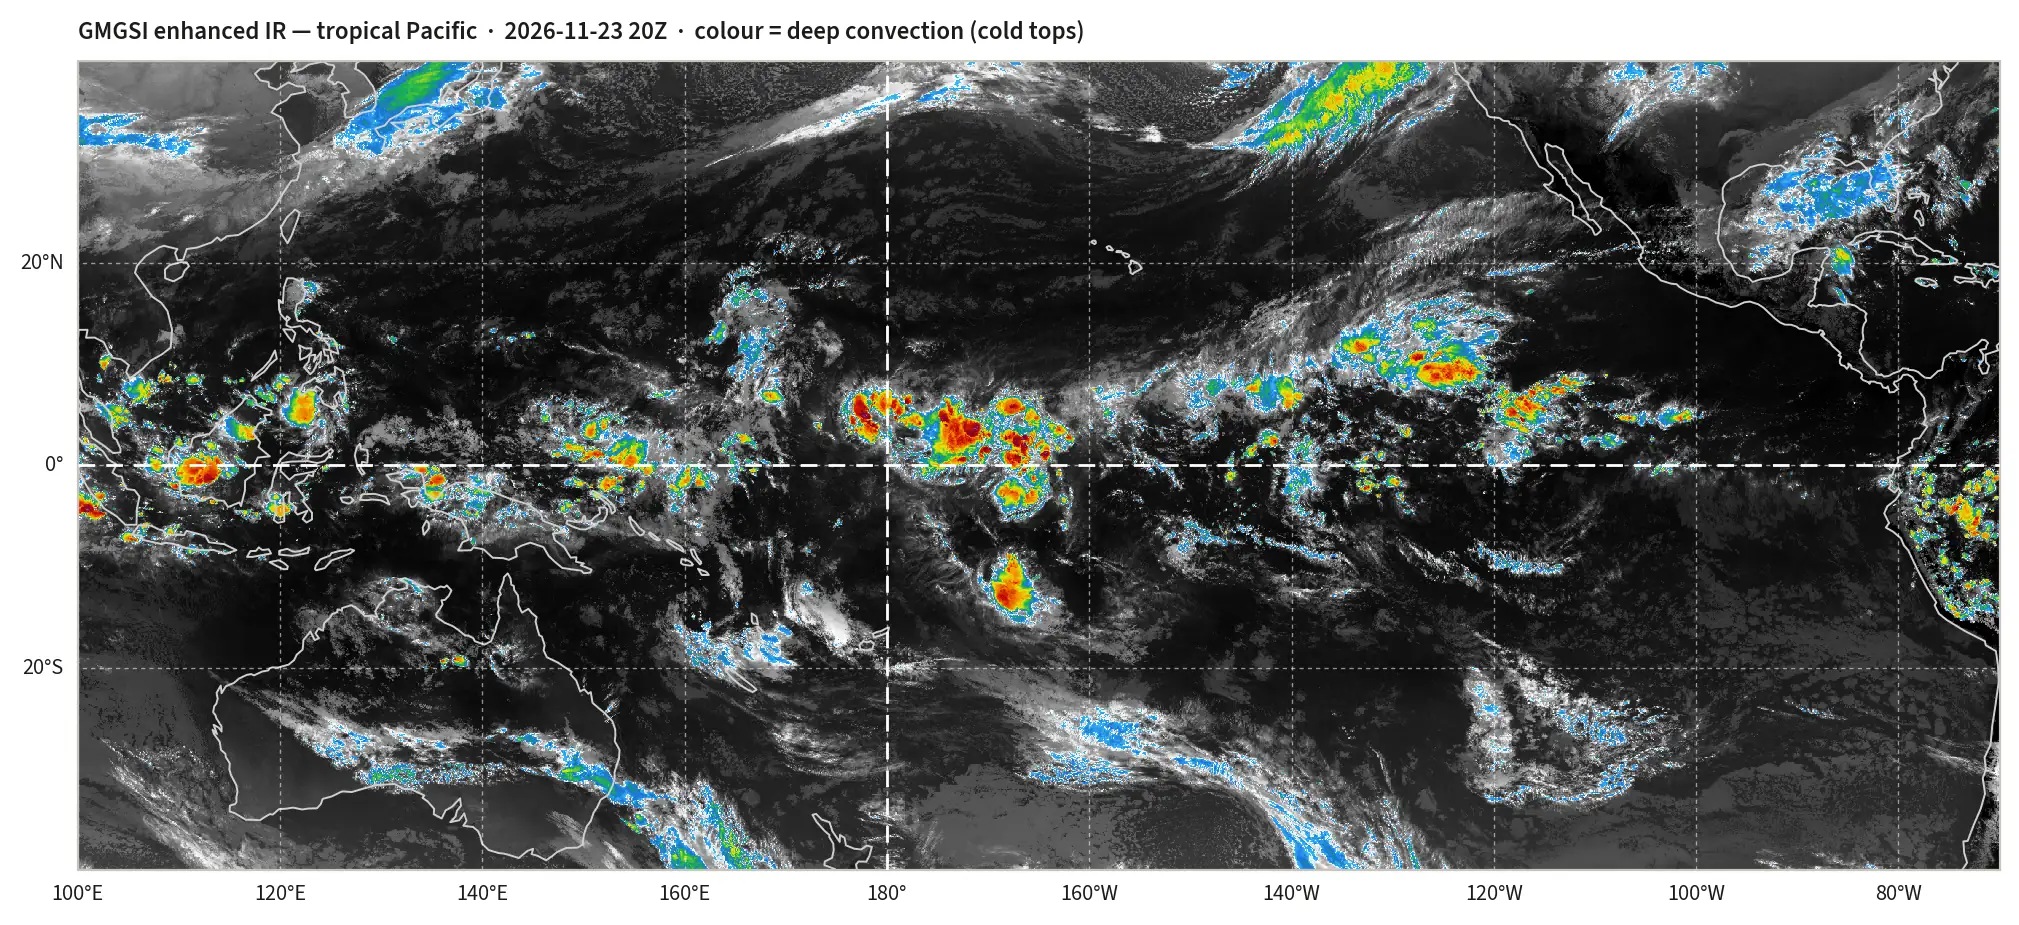 GMGSI enhanced IR — tropical Pacific · 2026-11-23 20Z · colour = deep convection (cold tops)
20°N
0°
20°S
100°E 120°E 140°E 160°E 180° 160°W 140°W 120°W 100°W 80°W